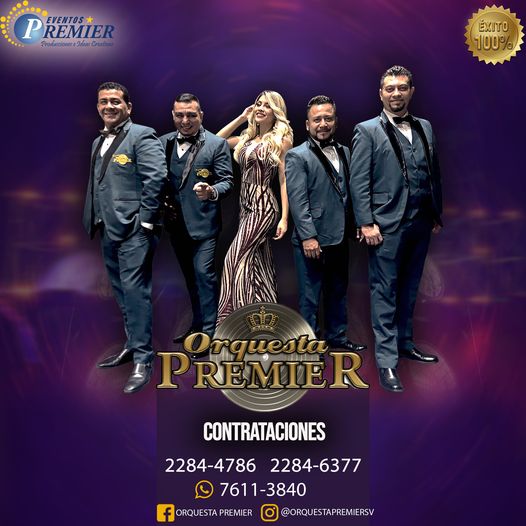 EVENTOS
PREMIER
Producciones e Ideas Creativas
ÉXITO
100%
Orquesta
PREMIER
CONTRATACIONES
2284-4786 2284-6377
7611-3840
ORQUESTA PREMIER @ORQUESTAPREMIERSV